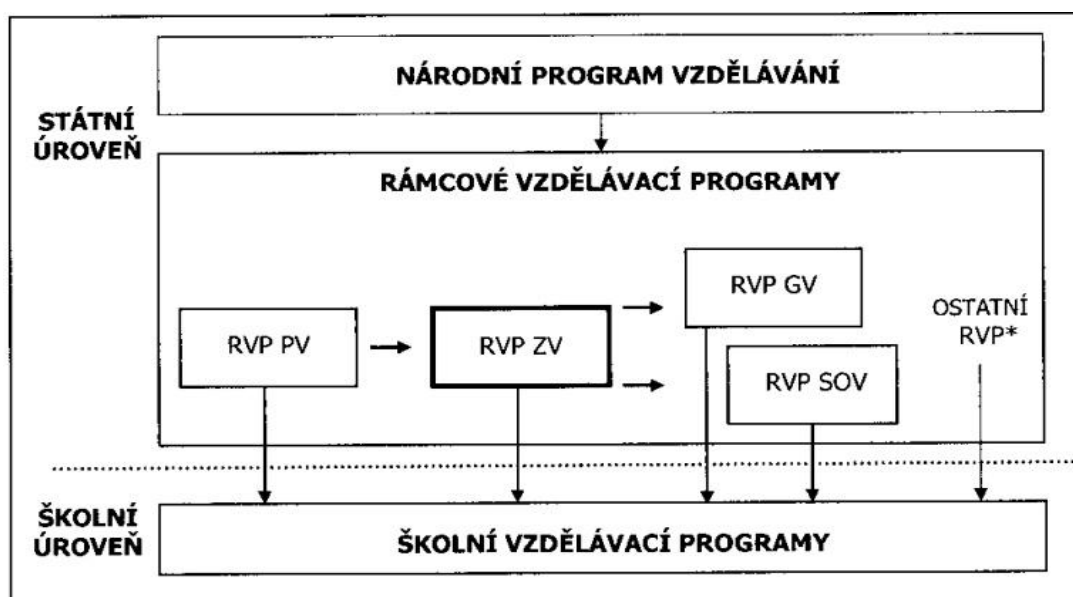 NÁRODNÍ PROGRAM VZDĚLÁVÁNÍ
STÁTNÍ
ÚROVEŇ
RÁMCOVÉ VZDĚLÁVACÍ PROGRAMY
RVP PV
RVP ZV
RVP GV
RVP SOV
OSTATNÍ
RVP*
ŠKOLNÍ
ÚROVEŇ
ŠKOLNÍ VZDĚLÁVACÍ PROGRAMY